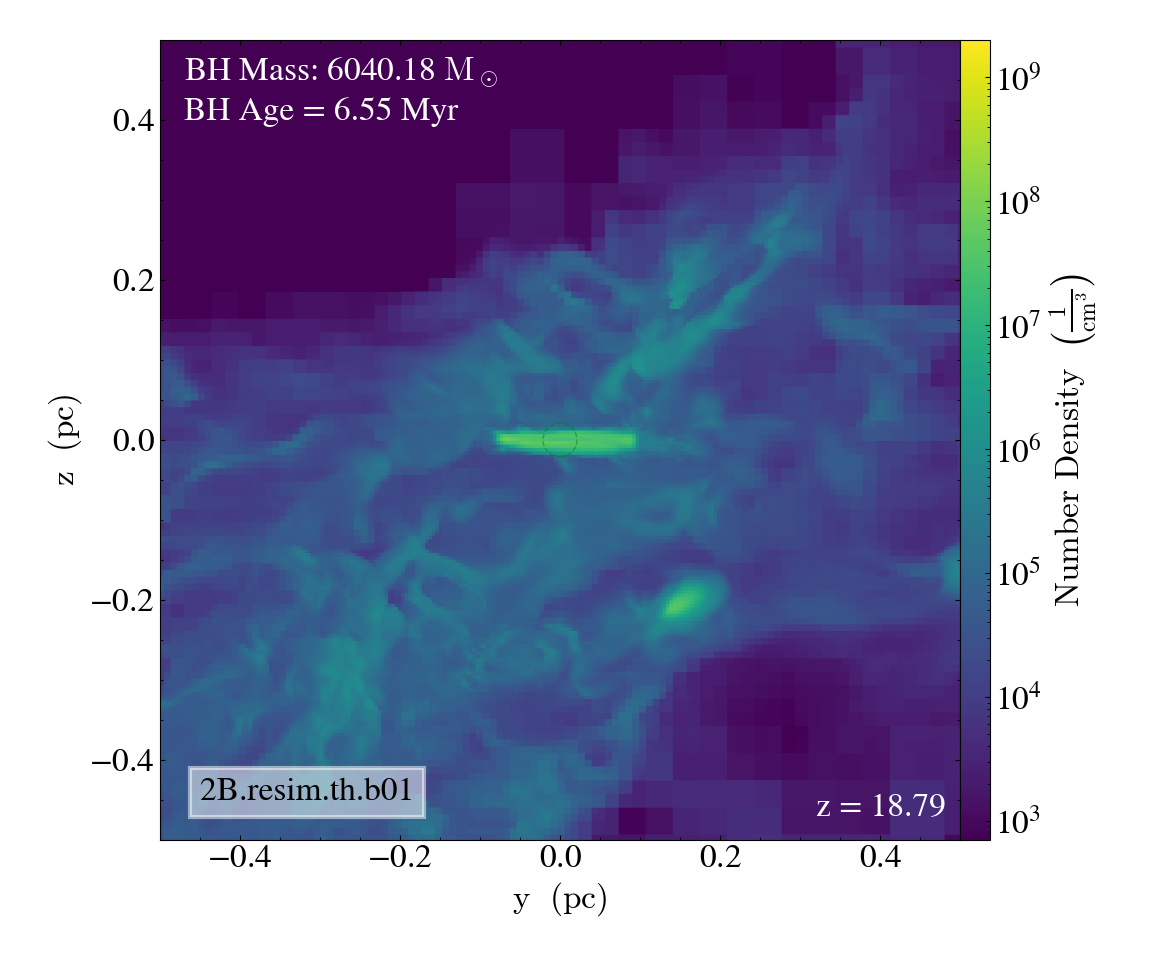 BH Mass: 6040.18 M⊙
BH Age = 6.55 Myr
0.4
0.2
0.0
−0.2
−0.4
z (pc)
2B.resim.th.b01
z = 18.79
−0.4 −0.2 0.0 0.2 0.4
y (pc)
10⁹
10⁸
10⁷
10⁶
10⁵
10⁴
10³
Number Density (1/cm³)